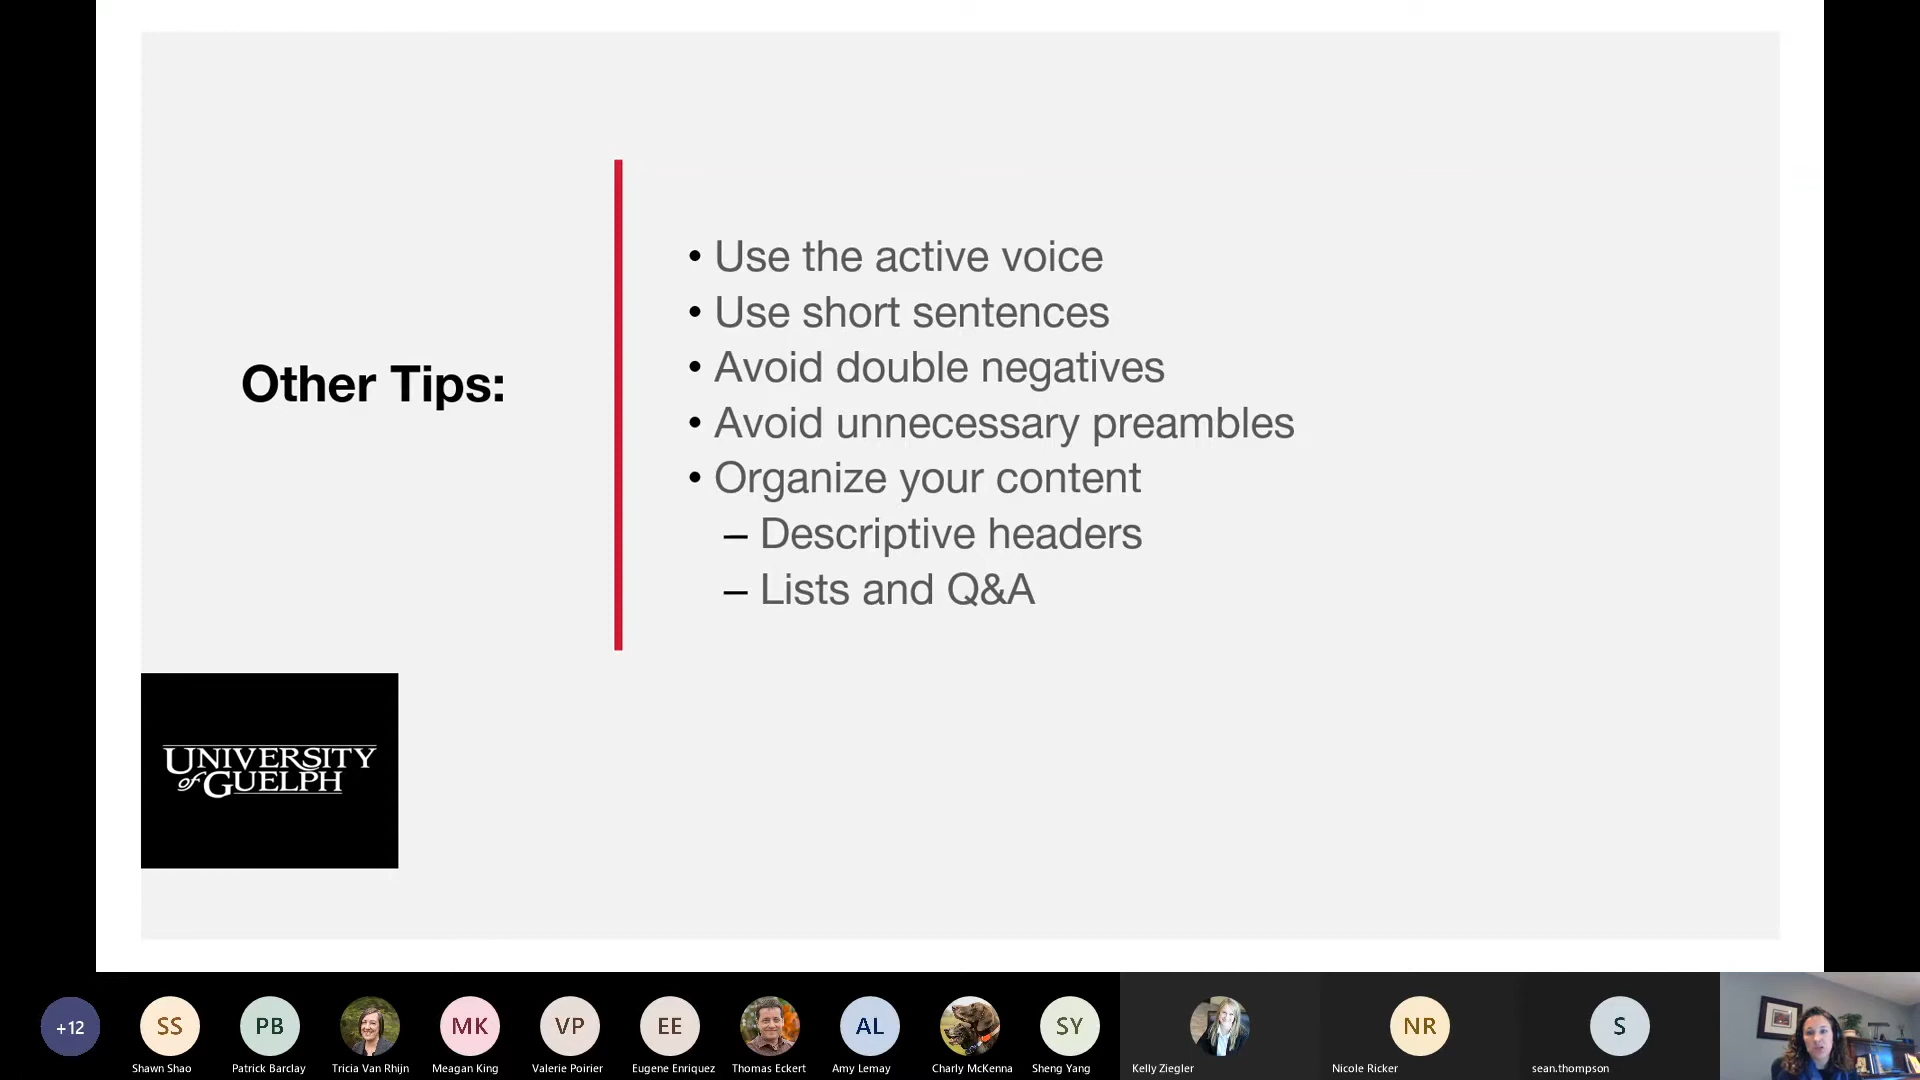 Other Tips:
• Use the active voice
• Use short sentences
• Avoid double negatives
• Avoid unnecessary preambles
• Organize your content
– Descriptive headers
– Lists and Q&A
UNIVERSITY
of GUELPH
+12
SS
PB
MK
VP
EE
AL
SY
NR
S
Shawn Shao
Patrick Barclay
Tricia Van Rhijn
Meagan King
Valerie Poirier
Eugene Enriquez
Thomas Eckert
Amy Lemay
Charly McKenna
Sheng Yang
Kelly Ziegler
Nicole Ricker
sean.thompson